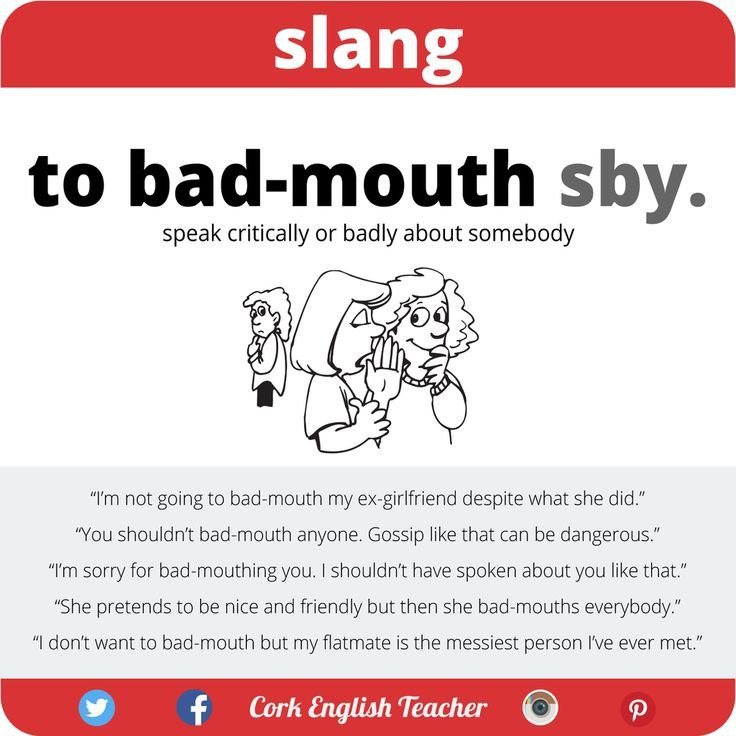 slang
to bad-mouth sby.
speak critically or badly about somebody
“I’m not going to bad-mouth my ex-girlfriend despite what she did.”
“You shouldn’t bad-mouth anyone. Gossip like that can be dangerous.”
“I’m sorry for bad-mouthing you. I shouldn’t have spoken about you like that.”
“She pretends to be nice and friendly but then she bad-mouths everybody.”
“I don’t want to bad-mouth but my flatmate is the messiest person I’ve ever met.”
Cork English Teacher